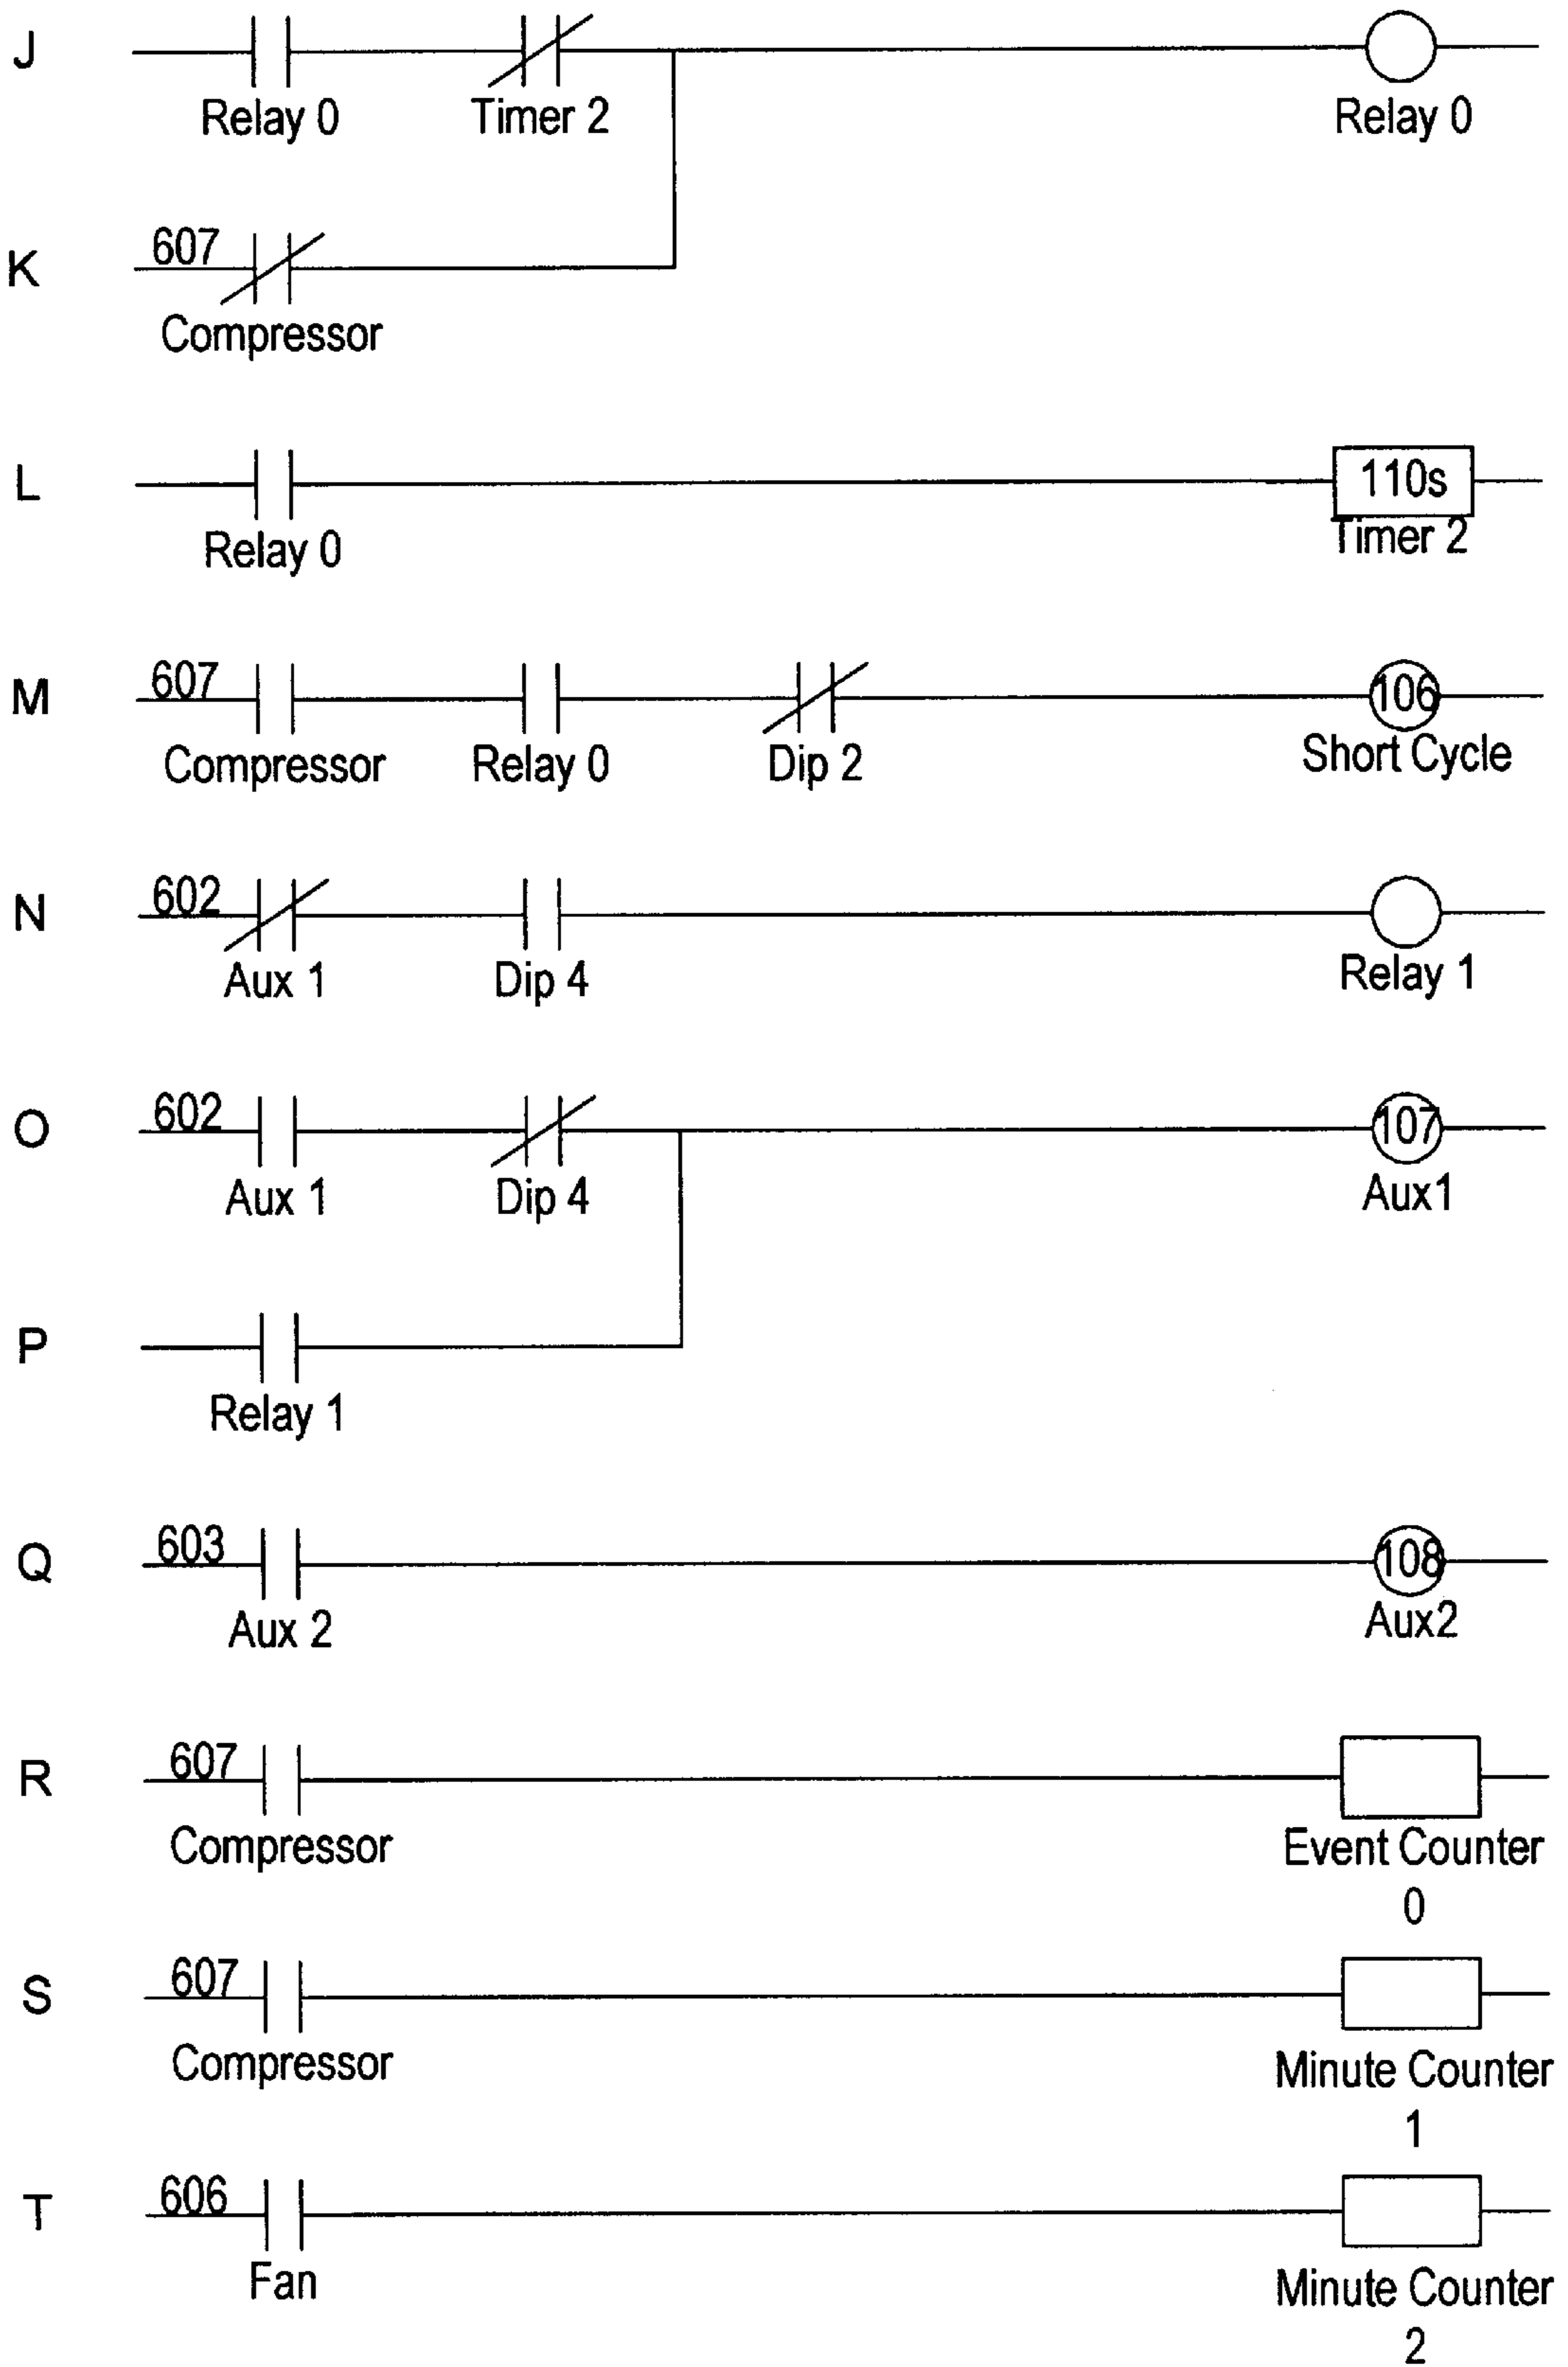 J
Relay 0 Timer 2 Relay 0
607
K
Compressor
L 110s
Relay 0 Timer 2
607
M 106
Compressor Relay 0 Dip 2 Short Cycle
602
N
Aux 1 Dip 4 Relay 1
602
O 107
Aux 1 Dip 4 Aux1
P
Relay 1
603
Q 108
Aux 2 Aux2
607
R
Compressor Event Counter
0
607
S
Compressor Minute Counter
1
606
T
Fan Minute Counter
2